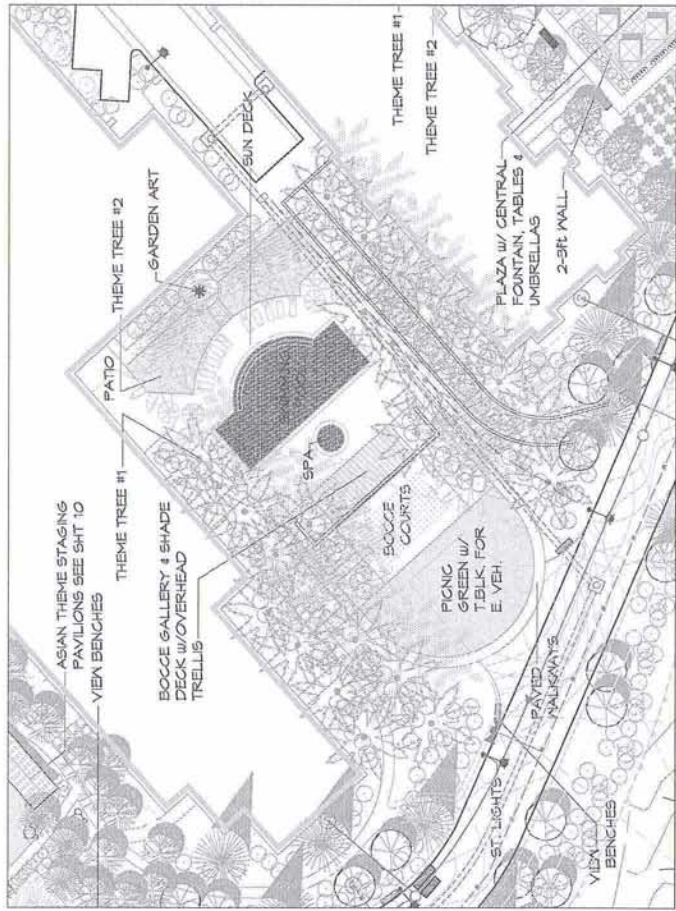 ASIAN THEME STAGING
PAVILIONS SEE SHT 10
VIEW BENCHES
THEME TREE #1
PATIO
THEME TREE #2
GARDEN ART
BOCCE GALLERY & SHADE
DECK W/OVERHEAD
TRELLIS
SUN DECK
SPA
BOCCE
COURTS
PICNIC
GREEN W/
T.BLK. FOR
E. VEH.
PAVED
WALKWAYS
ST. LIGHTS
VIEW
BENCHES
THEME TREE #1
THEME TREE #2
PLAZA W/ CENTRAL
FOUNTAIN, TABLES &
UMBRELLAS
2-3ft WALL